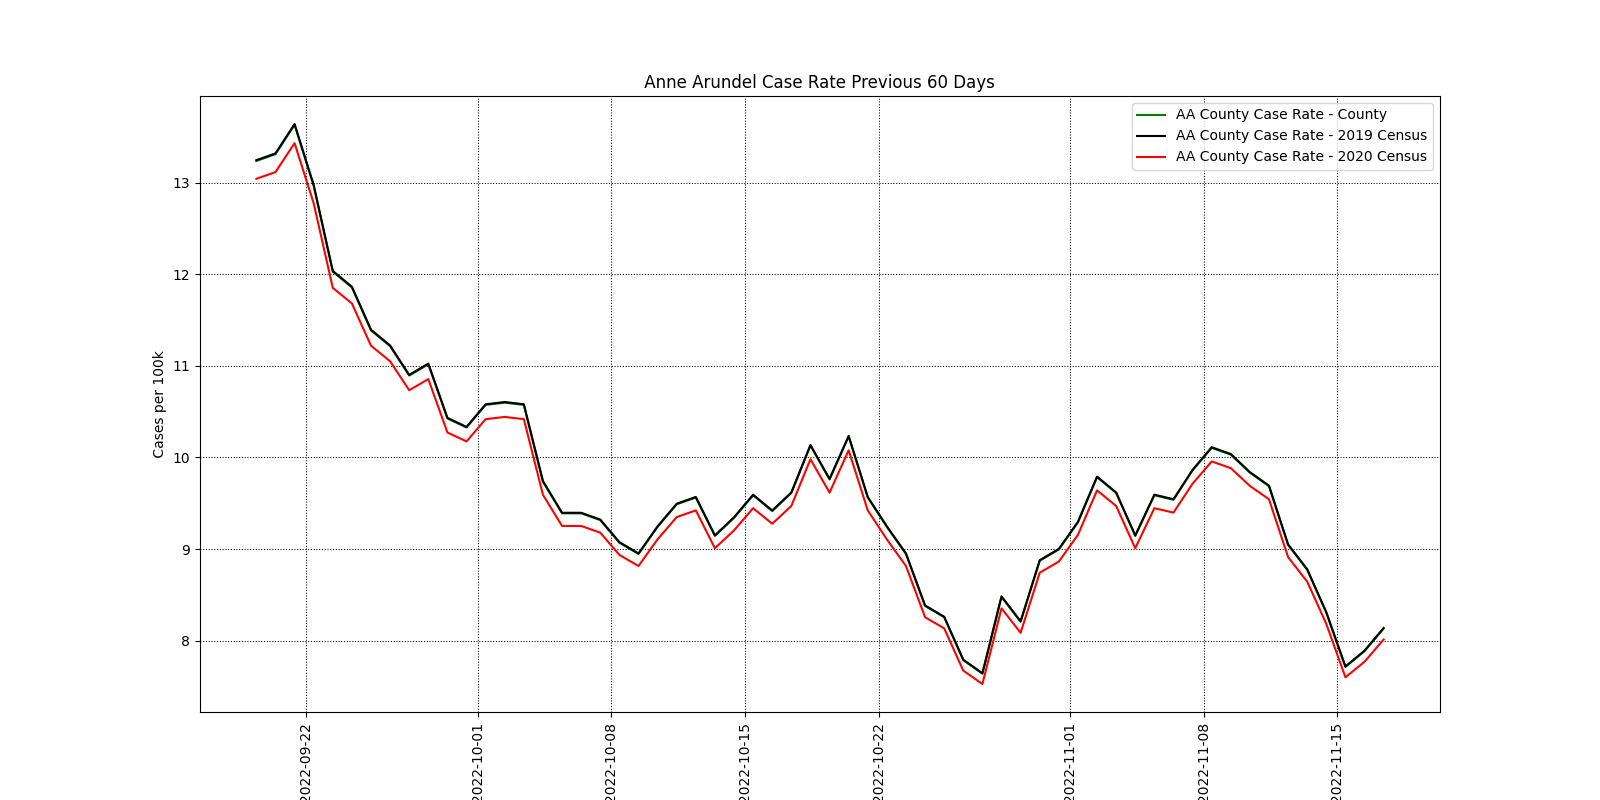 Anne Arundel Case Rate Previous 60 Days
AA County Case Rate - County
AA County Case Rate - 2019 Census
AA County Case Rate - 2020 Census
Cases per 100k
13
12
11
10
9
8
2022-09-22
2022-10-01
2022-10-08
2022-10-15
2022-10-22
2022-11-01
2022-11-08
2022-11-15